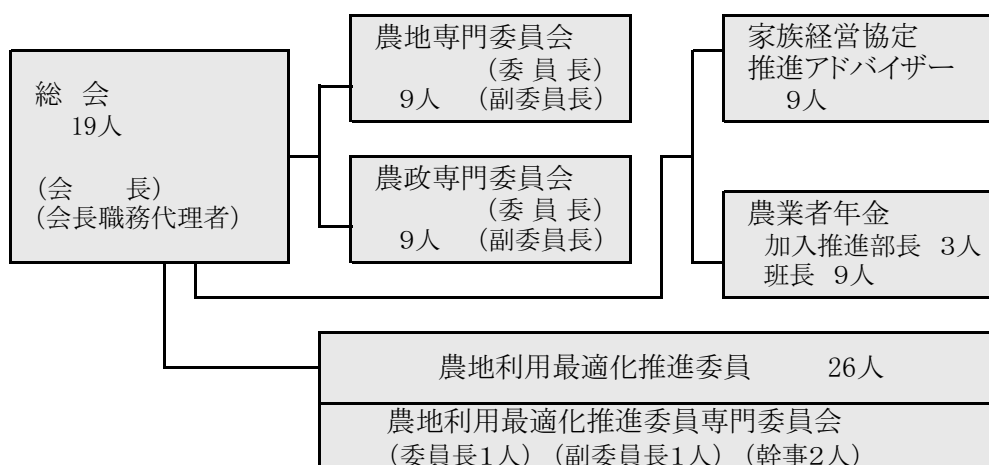 総 会
19人
(会 長)
(会長職務代理者)
農地専門委員会
(委 員 長)
9人 (副委員長)
農政専門委員会
(委 員 長)
9人 (副委員長)
家族経営協定
推進アドバイザー
9人
農業者年金
加入推進部長 3人
班長 9人
農地利用最適化推進委員 26人
農地利用最適化推進委員専門委員会
(委員長1人) (副委員長1人) (幹事2人)